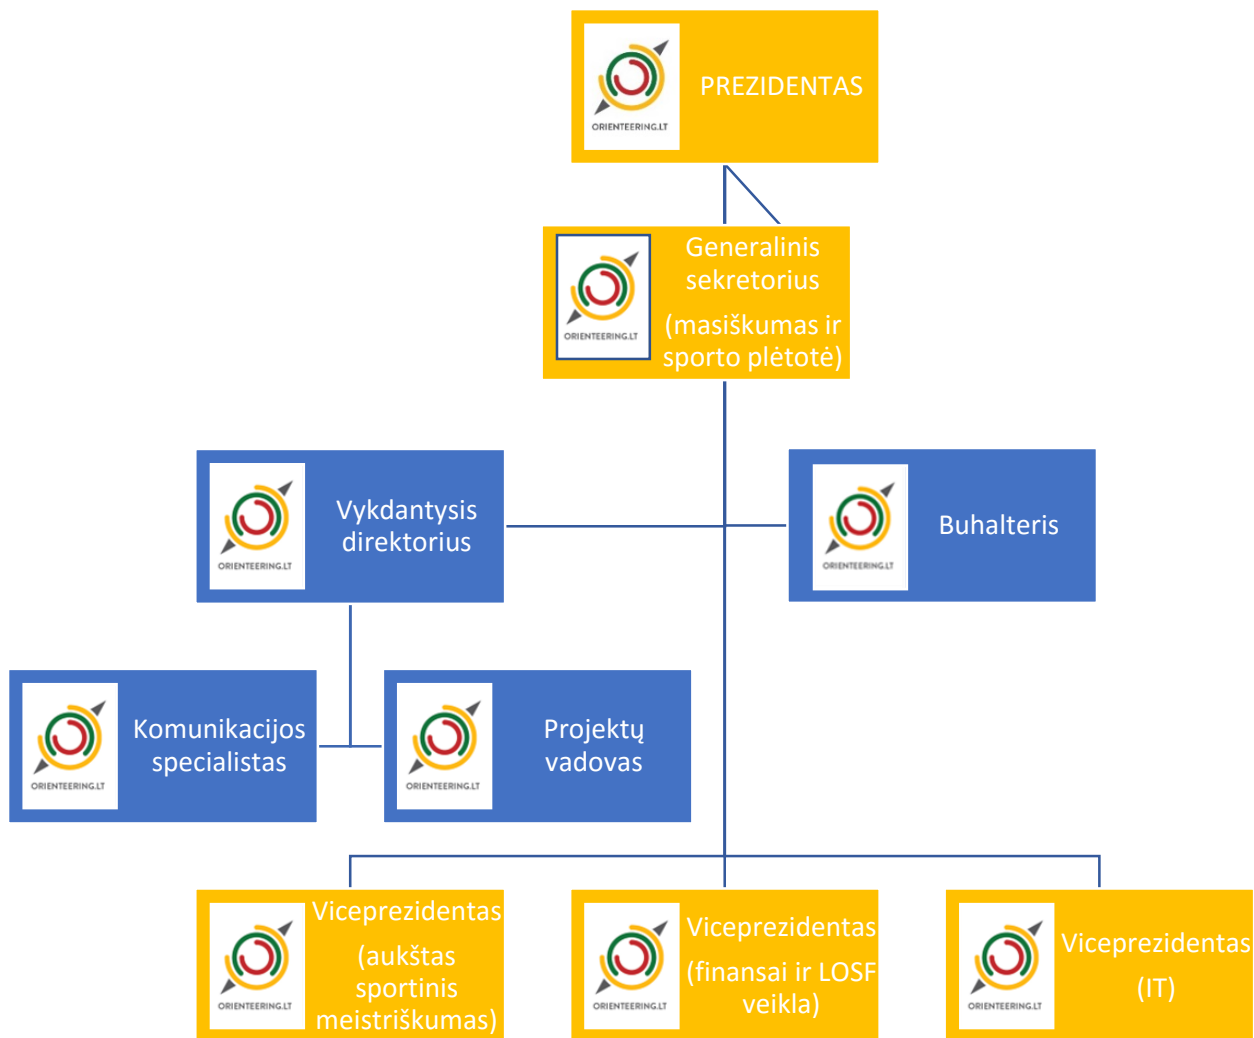 PREZIDENTAS
ORIENTEERING.LT
Generalinis
sekretorius
(masiškumas ir
sporto plėtotė)
ORIENTEERING.LT
Vykdantysis
direktorius
ORIENTEERING.LT
Buhalteris
ORIENTEERING.LT
Komunikacijos
specialistas
ORIENTEERING.LT
Projektų
vadovas
ORIENTEERING.LT
Viceprezidentas
(aukštas
sportinis
meistriškumas)
ORIENTEERING.LT
Viceprezidentas
(finansai ir LOSF
veikla)
ORIENTEERING.LT
Viceprezidentas
(IT)
ORIENTEERING.LT